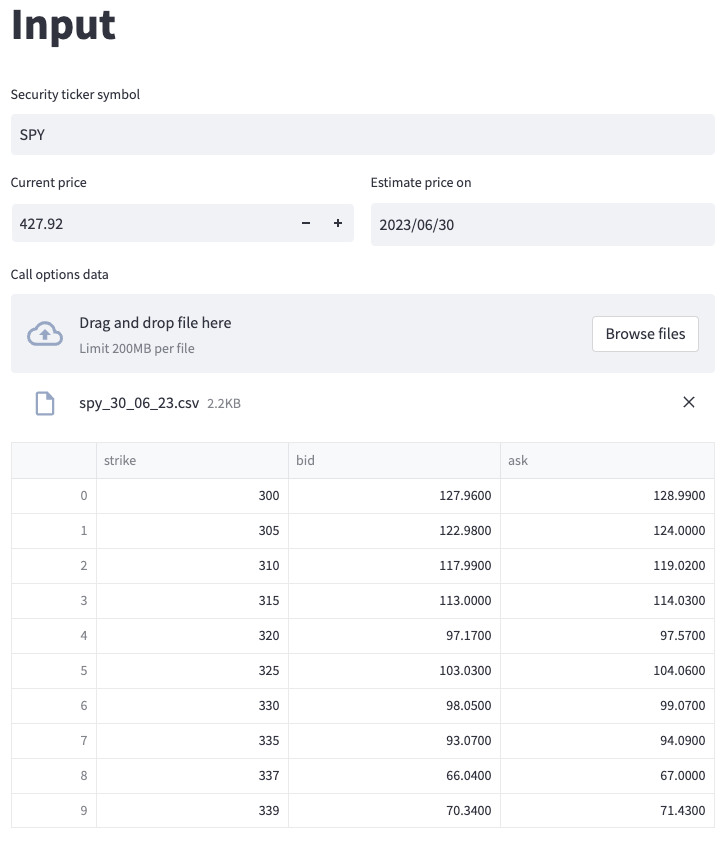 Input
Security ticker symbol
SPY
Current price Estimate price on
427.92 − + 2023/06/30
Call options data
Drag and drop file here
Limit 200MB per file
Browse files
spy_30_06_23.csv 2.2KB
strike bid ask
0 300 127.9600 128.9900
1 305 122.9800 124.0000
2 310 117.9900 119.0200
3 315 113.0000 114.0300
4 320 97.1700 97.5700
5 325 103.0300 104.0600
6 330 98.0500 99.0700
7 335 93.0700 94.0900
8 337 66.0400 67.0000
9 339 70.3400 71.4300